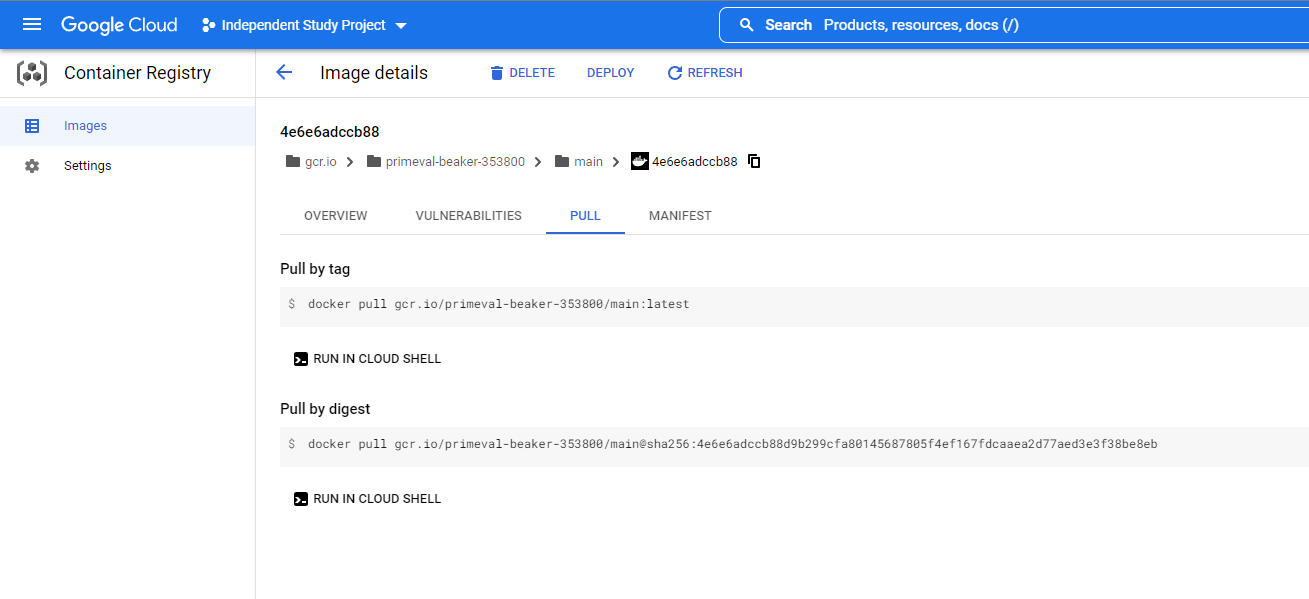 Google Cloud Independent Study Project Search Products, resources, docs (/)
Container Registry Image details DELETE DEPLOY REFRESH
Images
Settings
4e6e6adccb88
gcr.io primeval-beaker-353800 main 4e6e6adccb88
OVERVIEW VULNERABILITIES PULL MANIFEST
Pull by tag
$ docker pull gcr.io/primeval-beaker-353800/main:latest
RUN IN CLOUD SHELL
Pull by digest
$ docker pull gcr.io/primeval-beaker-353800/main@sha256:4e6e6adccb88d9b299cfa80145687805f4ef167fdcaaea2d77aed3e3f38be8eb
RUN IN CLOUD SHELL